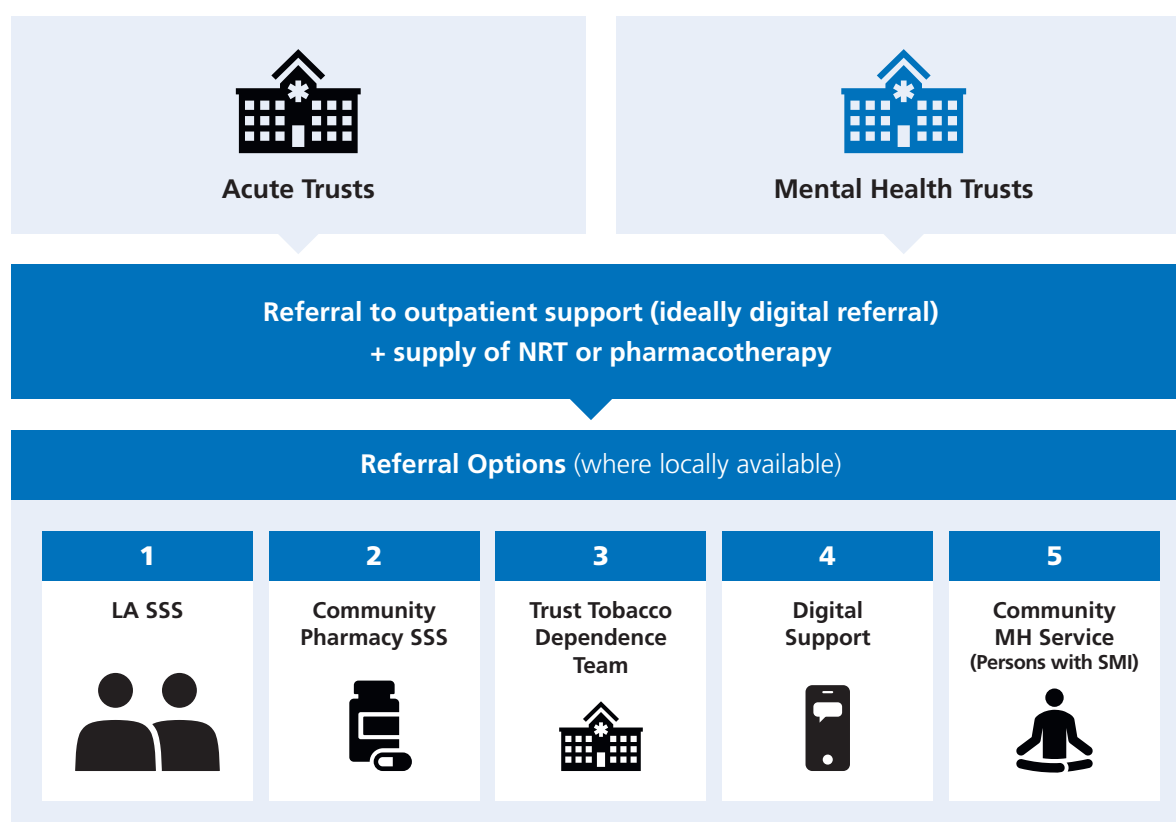 Acute Trusts
Mental Health Trusts
Referral to outpatient support (ideally digital referral)
+ supply of NRT or pharmacotherapy
Referral Options (where locally available)
1
LA SSS
2
Community
Pharmacy SSS
3
Trust Tobacco
Dependence
Team
4
Digital
Support
5
Community
MH Service
(Persons with SMI)